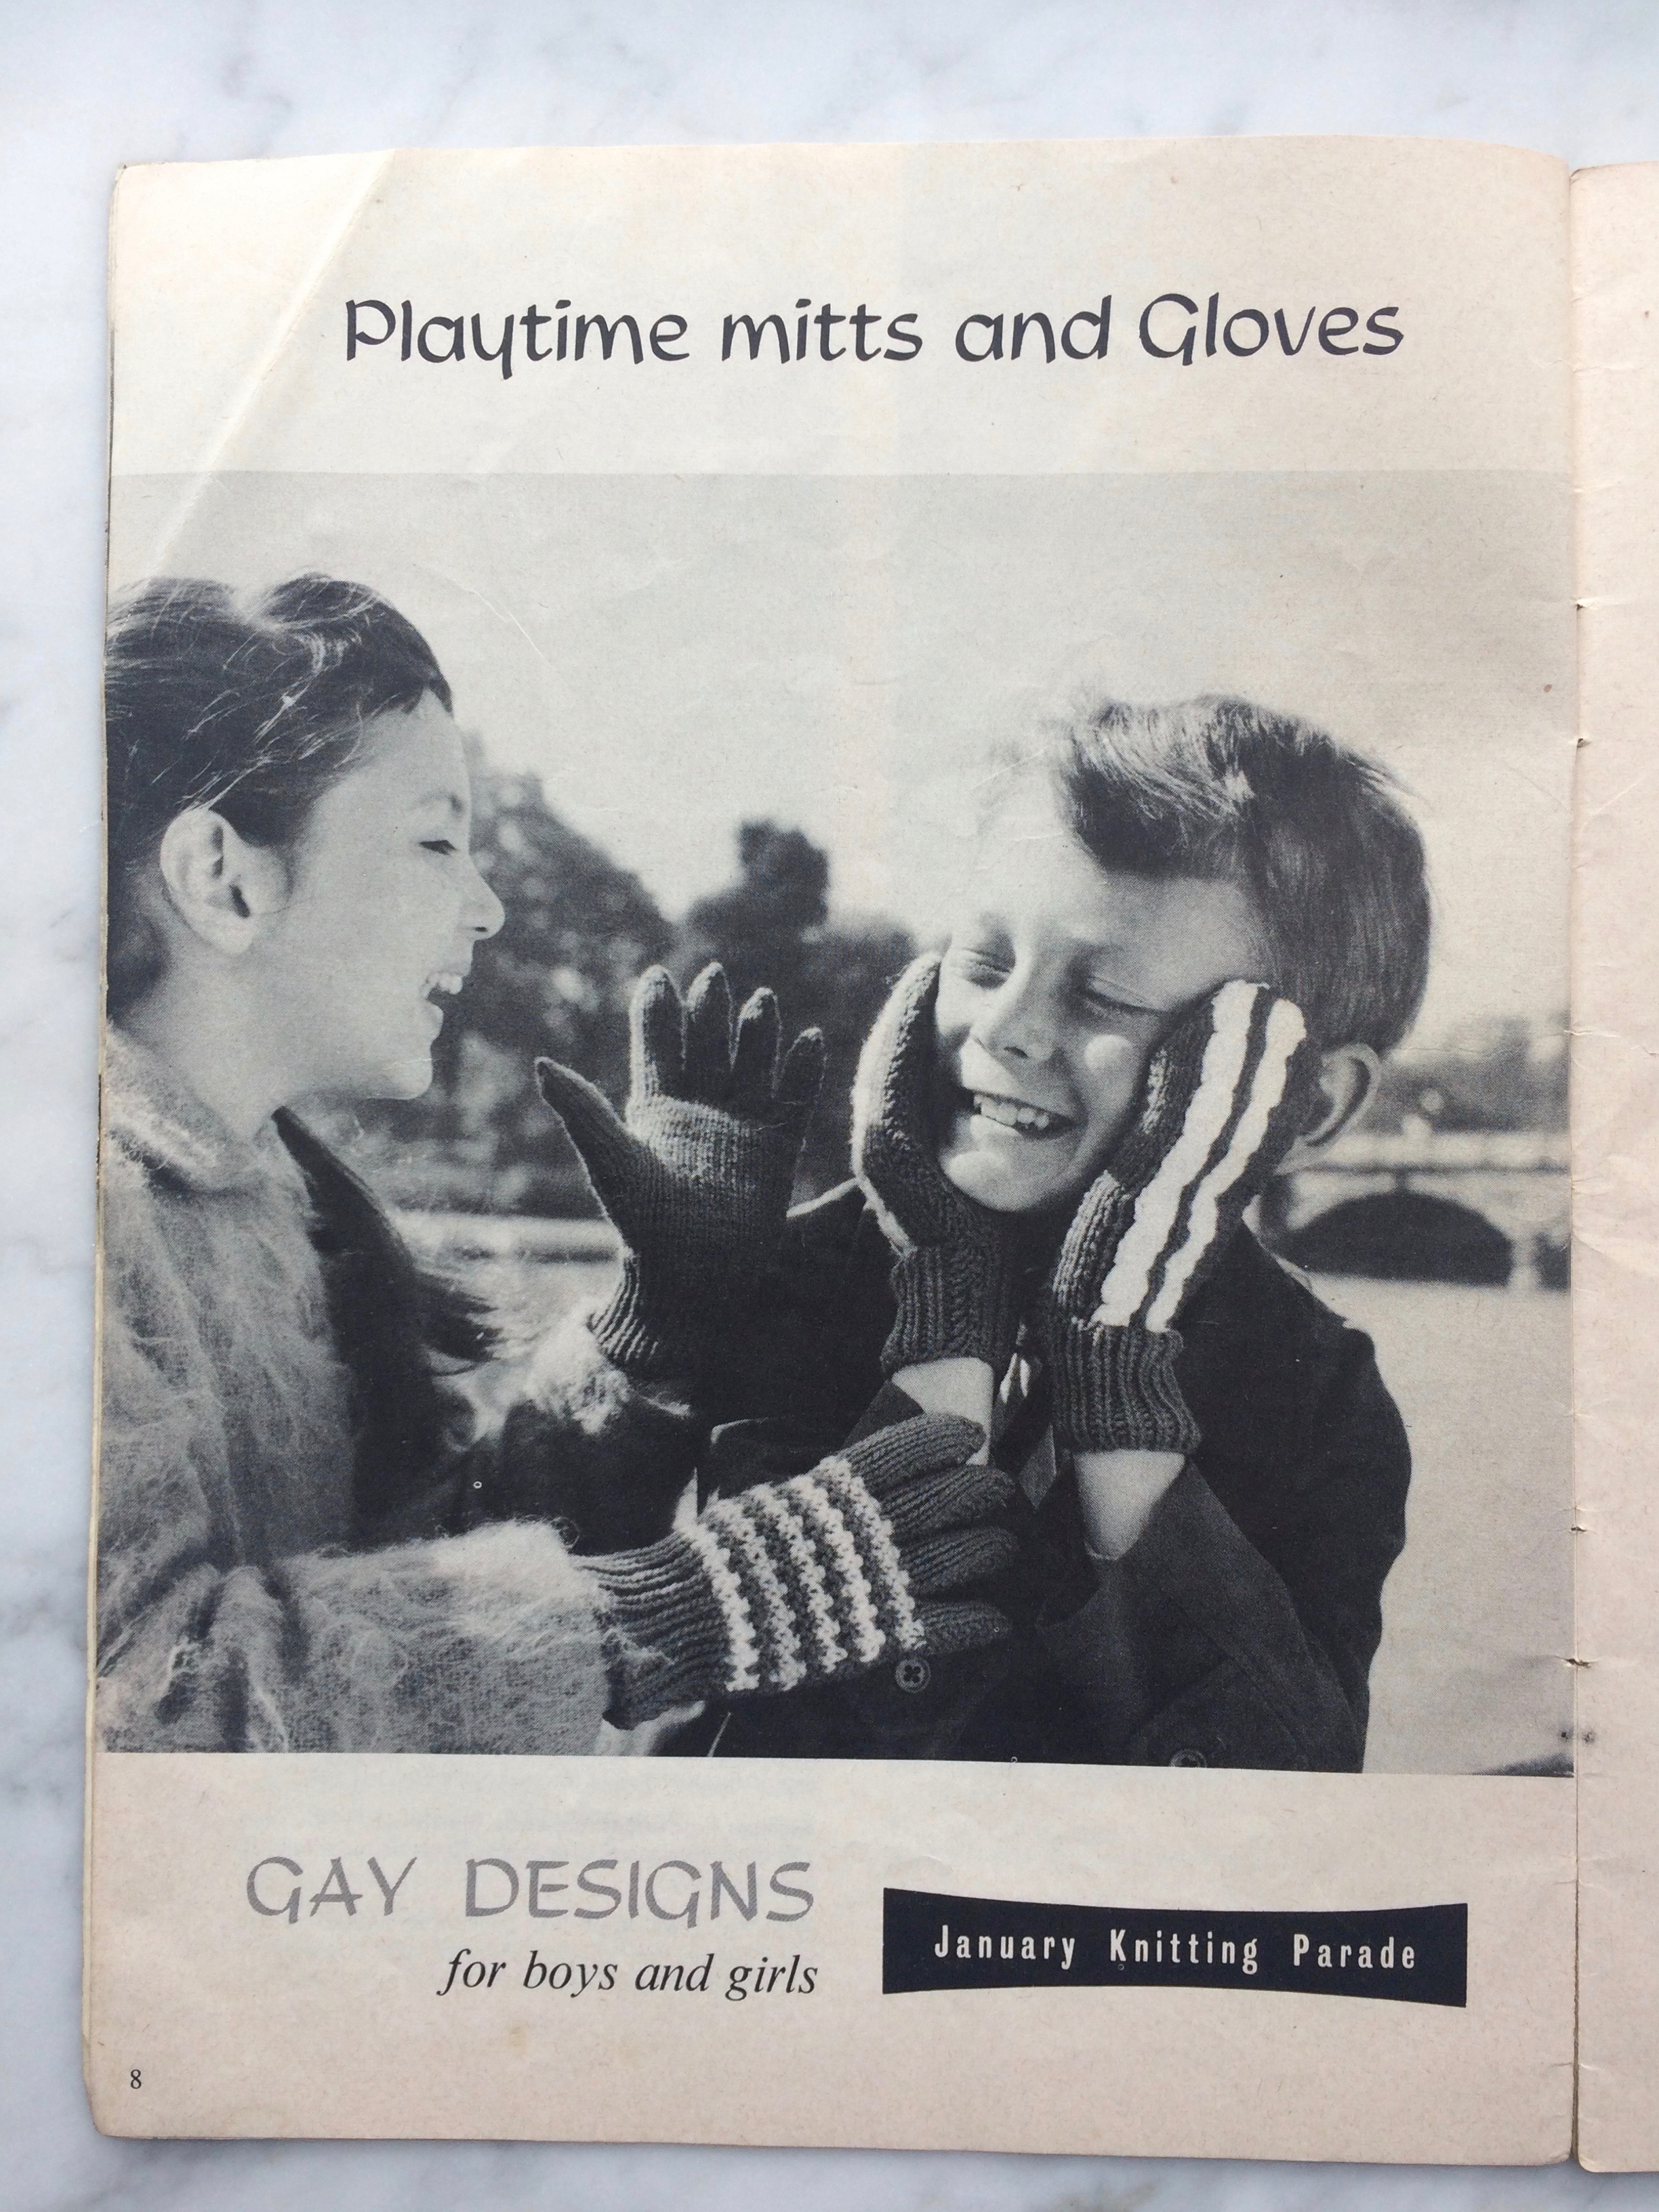 Playtime mitts and Gloves
GAY DESIGNS
for boys and girls
January Knitting Parade
8